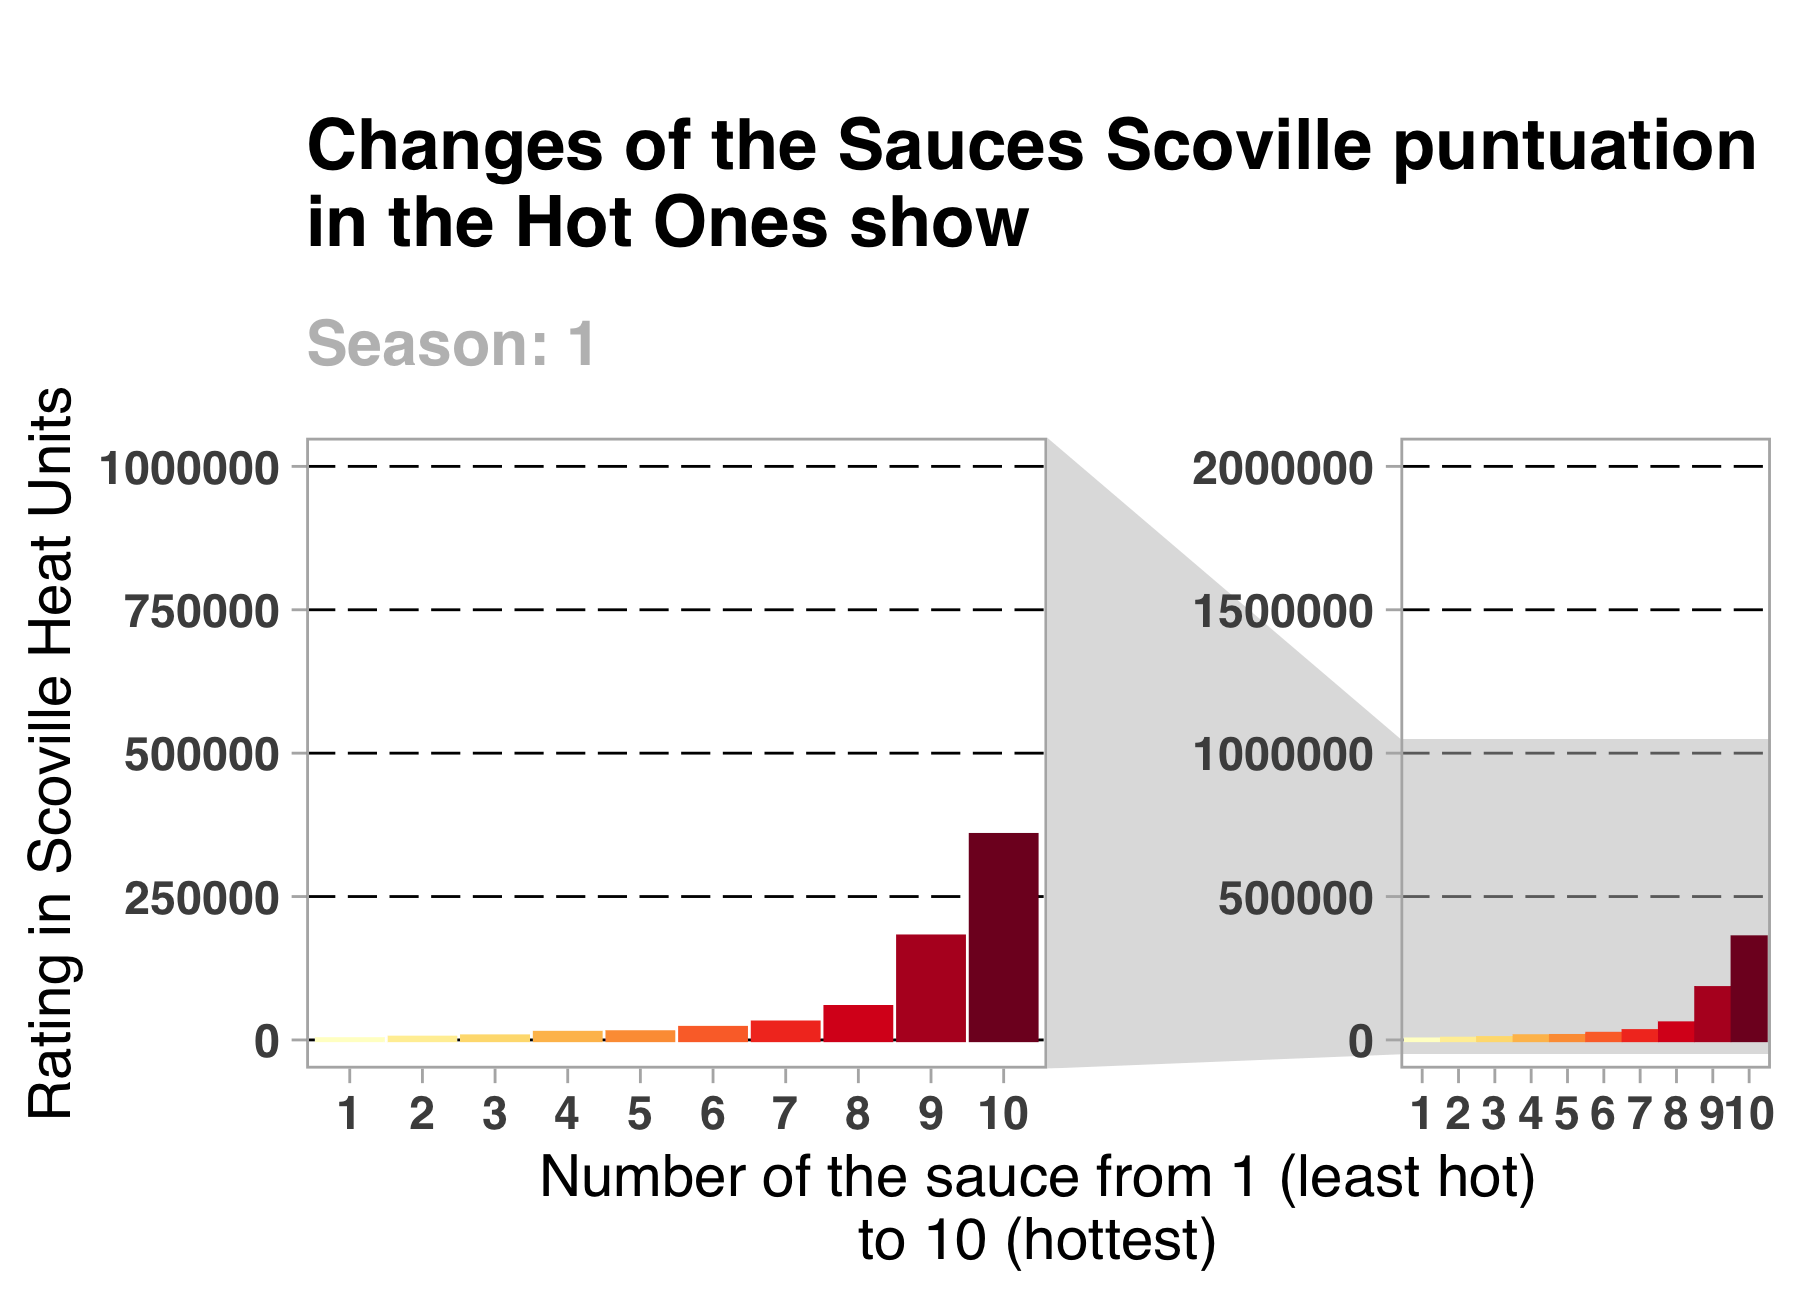 Changes of the Sauces Scoville puntuation
in the Hot Ones show
Season: 1
Rating in Scoville Heat Units
1000000
750000
500000
250000
0
1 2 3 4 5 6 7 8 9 10
2000000
1500000
1000000
500000
0
1 2 3 4 5 6 7 8 9 10
Number of the sauce from 1 (least hot)
to 10 (hottest)